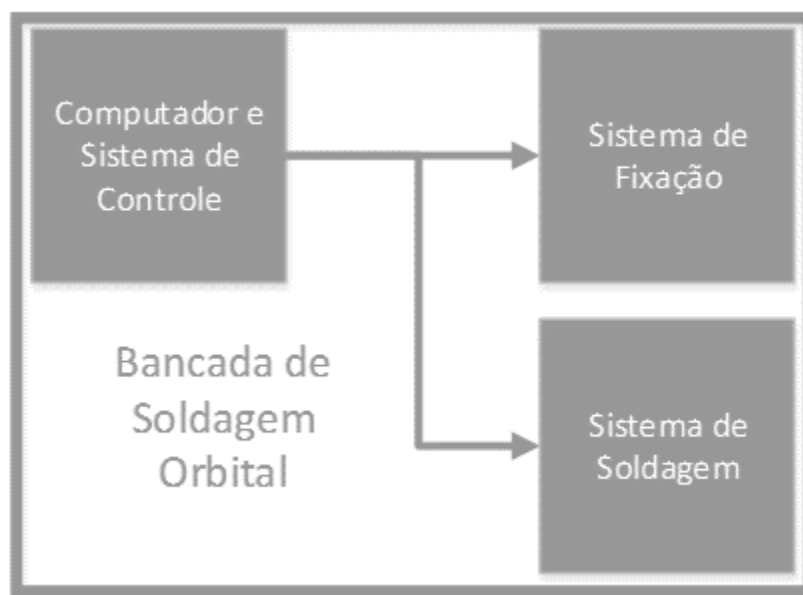 Computador e
Sistema de
Controle
Sistema de
Fixação
Bancada de
Soldagem
Orbital
Sistema de
Soldagem